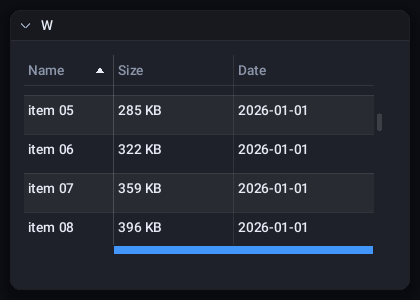 W
Name Size Date
item 05 285 KB 2026-01-01
item 06 322 KB 2026-01-01
item 07 359 KB 2026-01-01
item 08 396 KB 2026-01-01